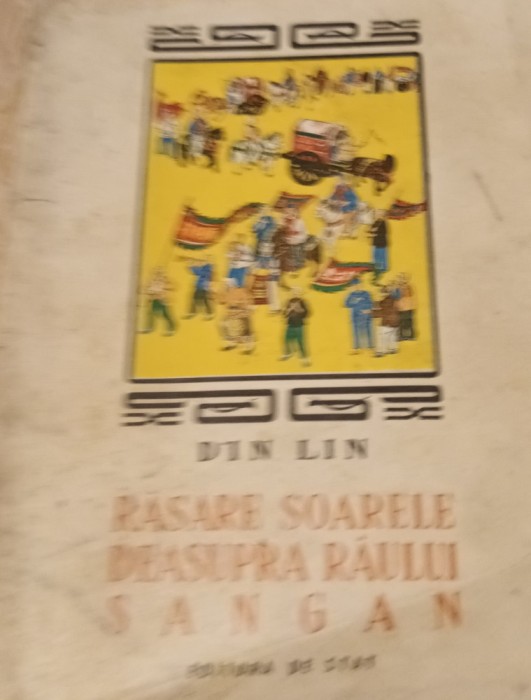 DIN LIN
RĂSARE SOARELE
DEASUPRA RÂULUI
SANGAN
EDITURA DE STAT